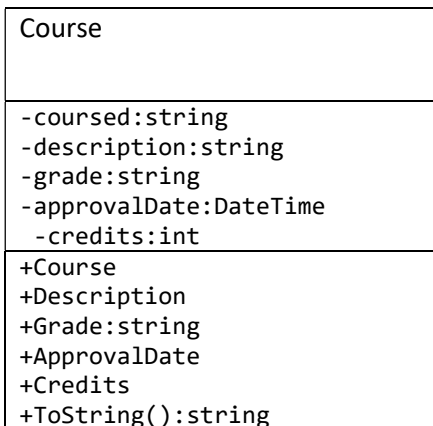 Course
-coursed:string
-description:string
-grade:string
-approvalDate:DateTime
-credits:int
+Course
+Description
+Grade:string
+ApprovalDate
+Credits
+ToString():string